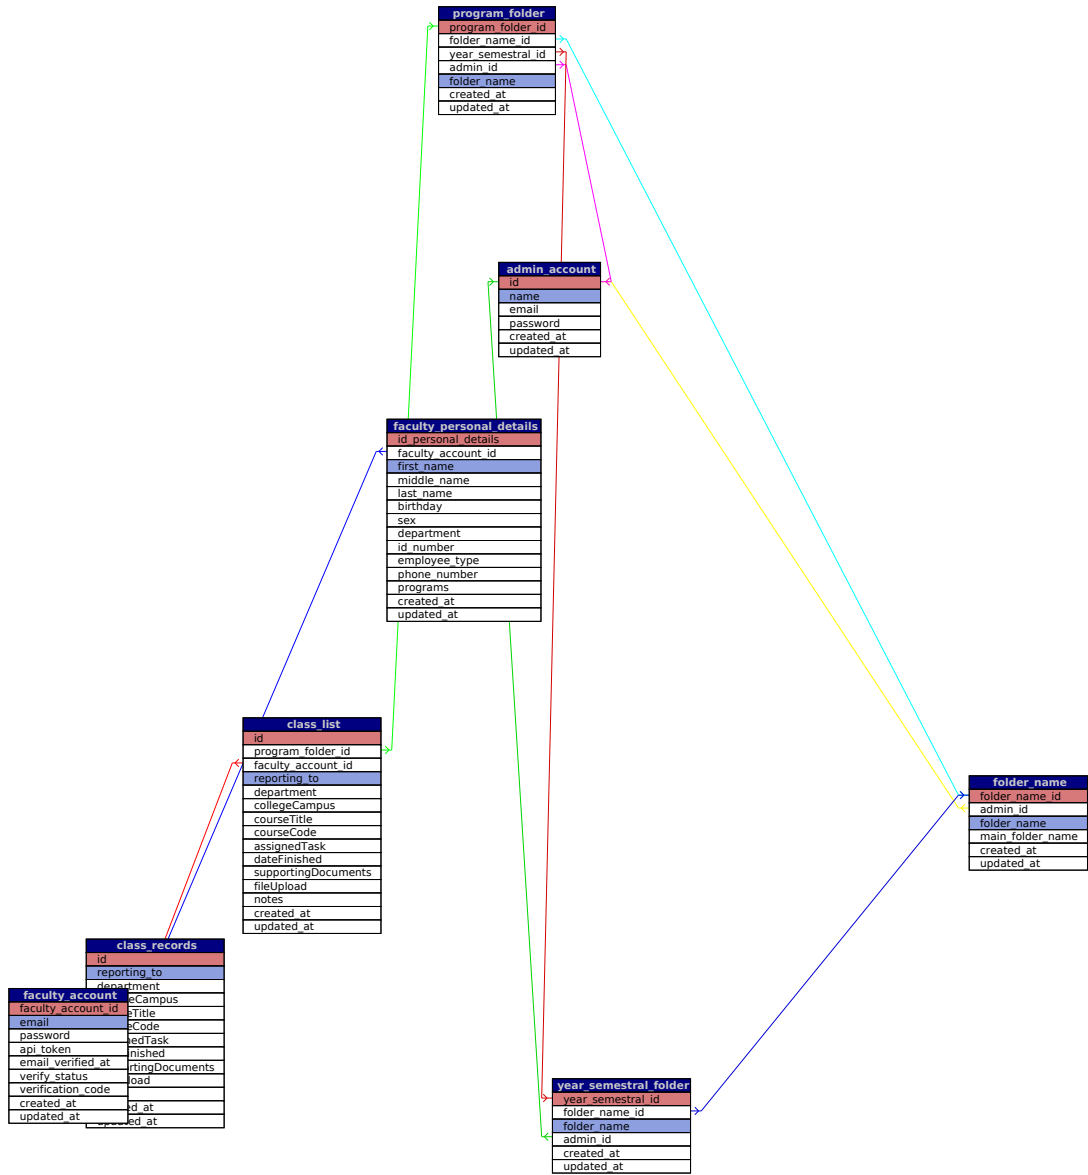 program_folder
program_folder_id
folder_name_id
year_semestral_id
admin_id
folder_name
created_at
updated_at
admin_account
id
name
email
password
created_at
updated_at
faculty_personal_details
id_personal_details
faculty_account_id
first_name
middle_name
last_name
birthday
sex
department
id_number
employee_type
phone_number
programs
created_at
updated_at
class_list
id
program_folder_id
faculty_account_id
reporting_to
department
collegeCampus
courseTitle
courseCode
assignedTask
dateFinished
supportingDocuments
fileUpload
notes
created_at
updated_at
folder_name
folder_name_id
admin_id
folder_name
main_folder_name
created_at
updated_at
class_records
id
reporting_to
department
faculty_account
faculty_account_id
email
password
api_token
email_verified_at
verify_status
verification_code
created_at
updated_at
year_semestral_folder
year_semestral_id
folder_name_id
folder_name
admin_id
created_at
updated_at